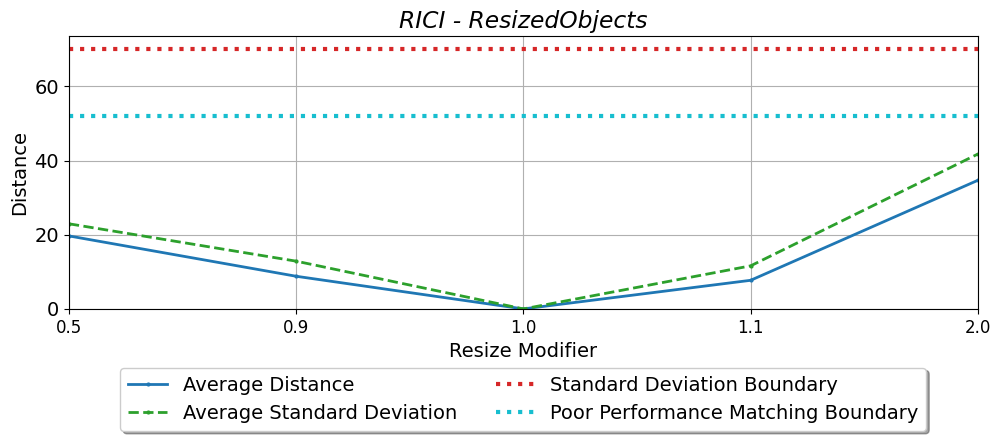 RICI - ResizedObjects
Distance
60
40
20
0
0.5 0.9 1.0 1.1 2.0
Resize Modifier
Average Distance
Average Standard Deviation
Standard Deviation Boundary
Poor Performance Matching Boundary